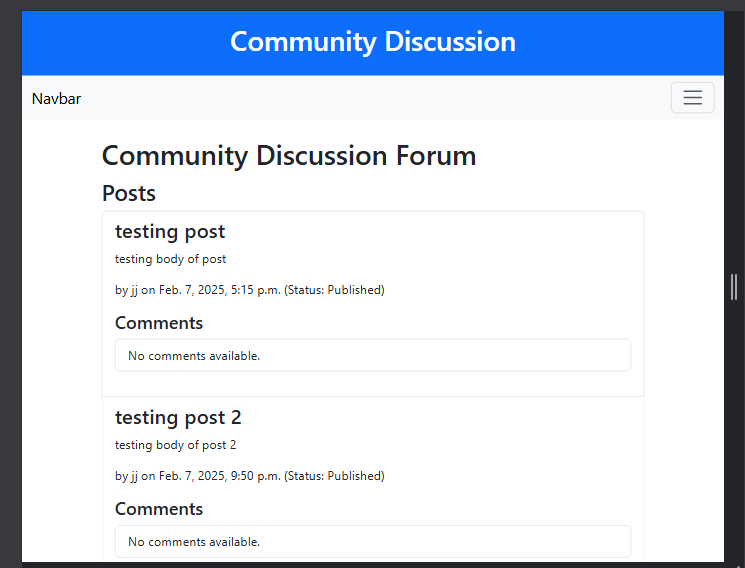 Community Discussion
Navbar
Community Discussion Forum
Posts
testing post
testing body of post
by jj on Feb. 7, 2025, 5:15 p.m. (Status: Published)
Comments
No comments available.
testing post 2
testing body of post 2
by jj on Feb. 7, 2025, 9:50 p.m. (Status: Published)
Comments
No comments available.